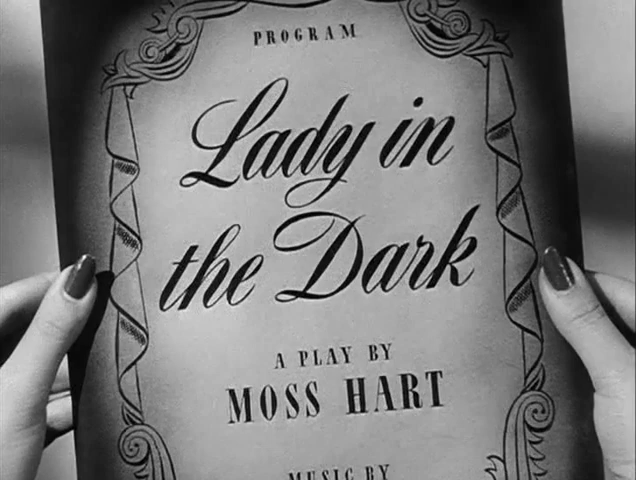 PROGRAM
Lady in
the Dark
A PLAY BY
MOSS HART
MUSIC BY